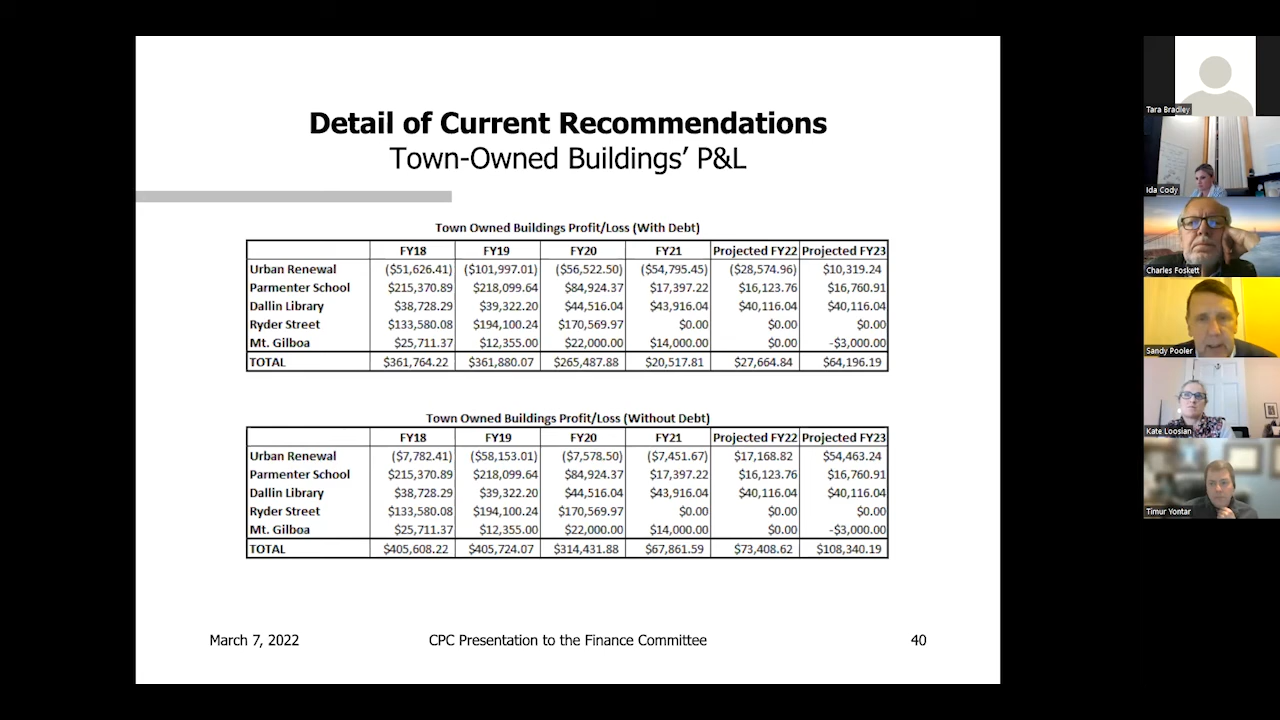 Detail of Current Recommendations
Town-Owned Buildings' P&L
Town Owned Buildings Profit/Loss (With Debt)
FY18 FY19 FY20 FY21 Projected FY22 Projected FY23
Urban Renewal ($51,626.41) ($101,997.01) ($56,522.50) ($54,795.45) ($28,574.96) $10,319.24
Parmenter School $215,370.89 $218,099.64 $84,924.37 $17,397.22 $16,123.76 $16,760.91
Dallin Library $38,728.29 $39,322.20 $44,516.04 $43,916.04 $40,116.04 $40,116.04
Ryder Street $133,580.08 $194,100.24 $170,569.97 $0.00 $0.00 $0.00
Mt. Gilboa $25,711.37 $12,355.00 $22,000.00 $14,000.00 $0.00 -$3,000.00
TOTAL $361,764.22 $361,880.07 $265,487.88 $20,517.81 $27,664.84 $64,196.19
Town Owned Buildings Profit/Loss (Without Debt)
FY18 FY19 FY20 FY21 Projected FY22 Projected FY23
Urban Renewal ($7,782.41) ($58,153.01) ($7,578.50) ($7,451.67) $17,168.82 $54,463.24
Parmenter School $215,370.89 $218,099.64 $84,924.37 $17,397.22 $16,123.76 $16,760.91
Dallin Library $38,728.29 $39,322.20 $44,516.04 $43,916.04 $40,116.04 $40,116.04
Ryder Street $133,580.08 $194,100.24 $170,569.97 $0.00 $0.00 $0.00
Mt. Gilboa $25,711.37 $12,355.00 $22,000.00 $14,000.00 $0.00 -$3,000.00
TOTAL $405,608.22 $405,724.07 $314,431.88 $67,861.59 $73,408.62 $108,340.19
March 7, 2022 CPC Presentation to the Finance Committee 40
Tara Bradley
Ida Cody
Charles Foskett
Sandy Pooler
Kate Loosian
Timur Yontar